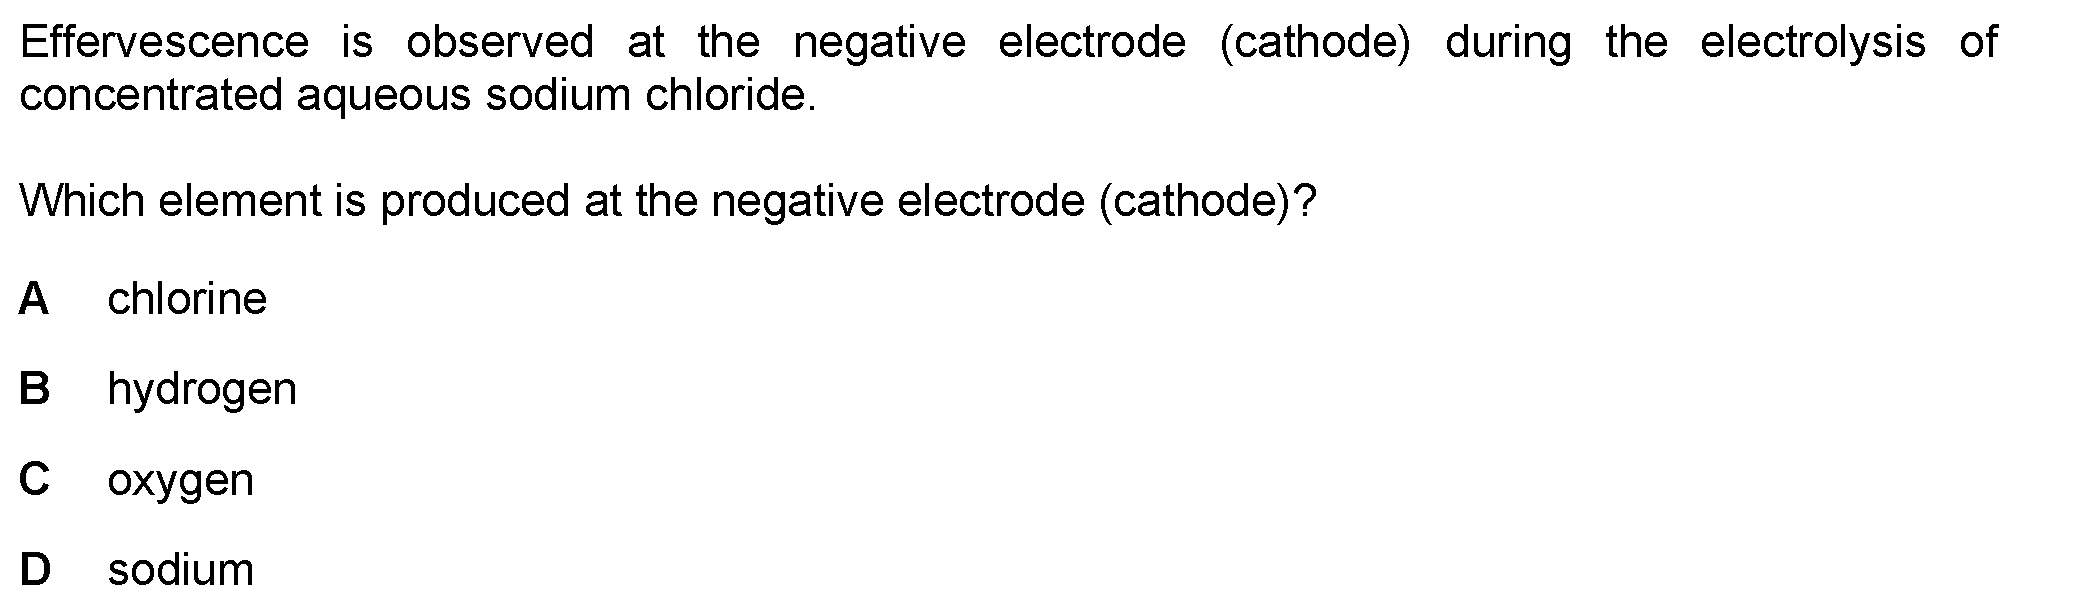 Effervescence is observed at the negative electrode (cathode) during the electrolysis of
concentrated aqueous sodium chloride.
Which element is produced at the negative electrode (cathode)?
A chlorine
B hydrogen
C oxygen
D sodium